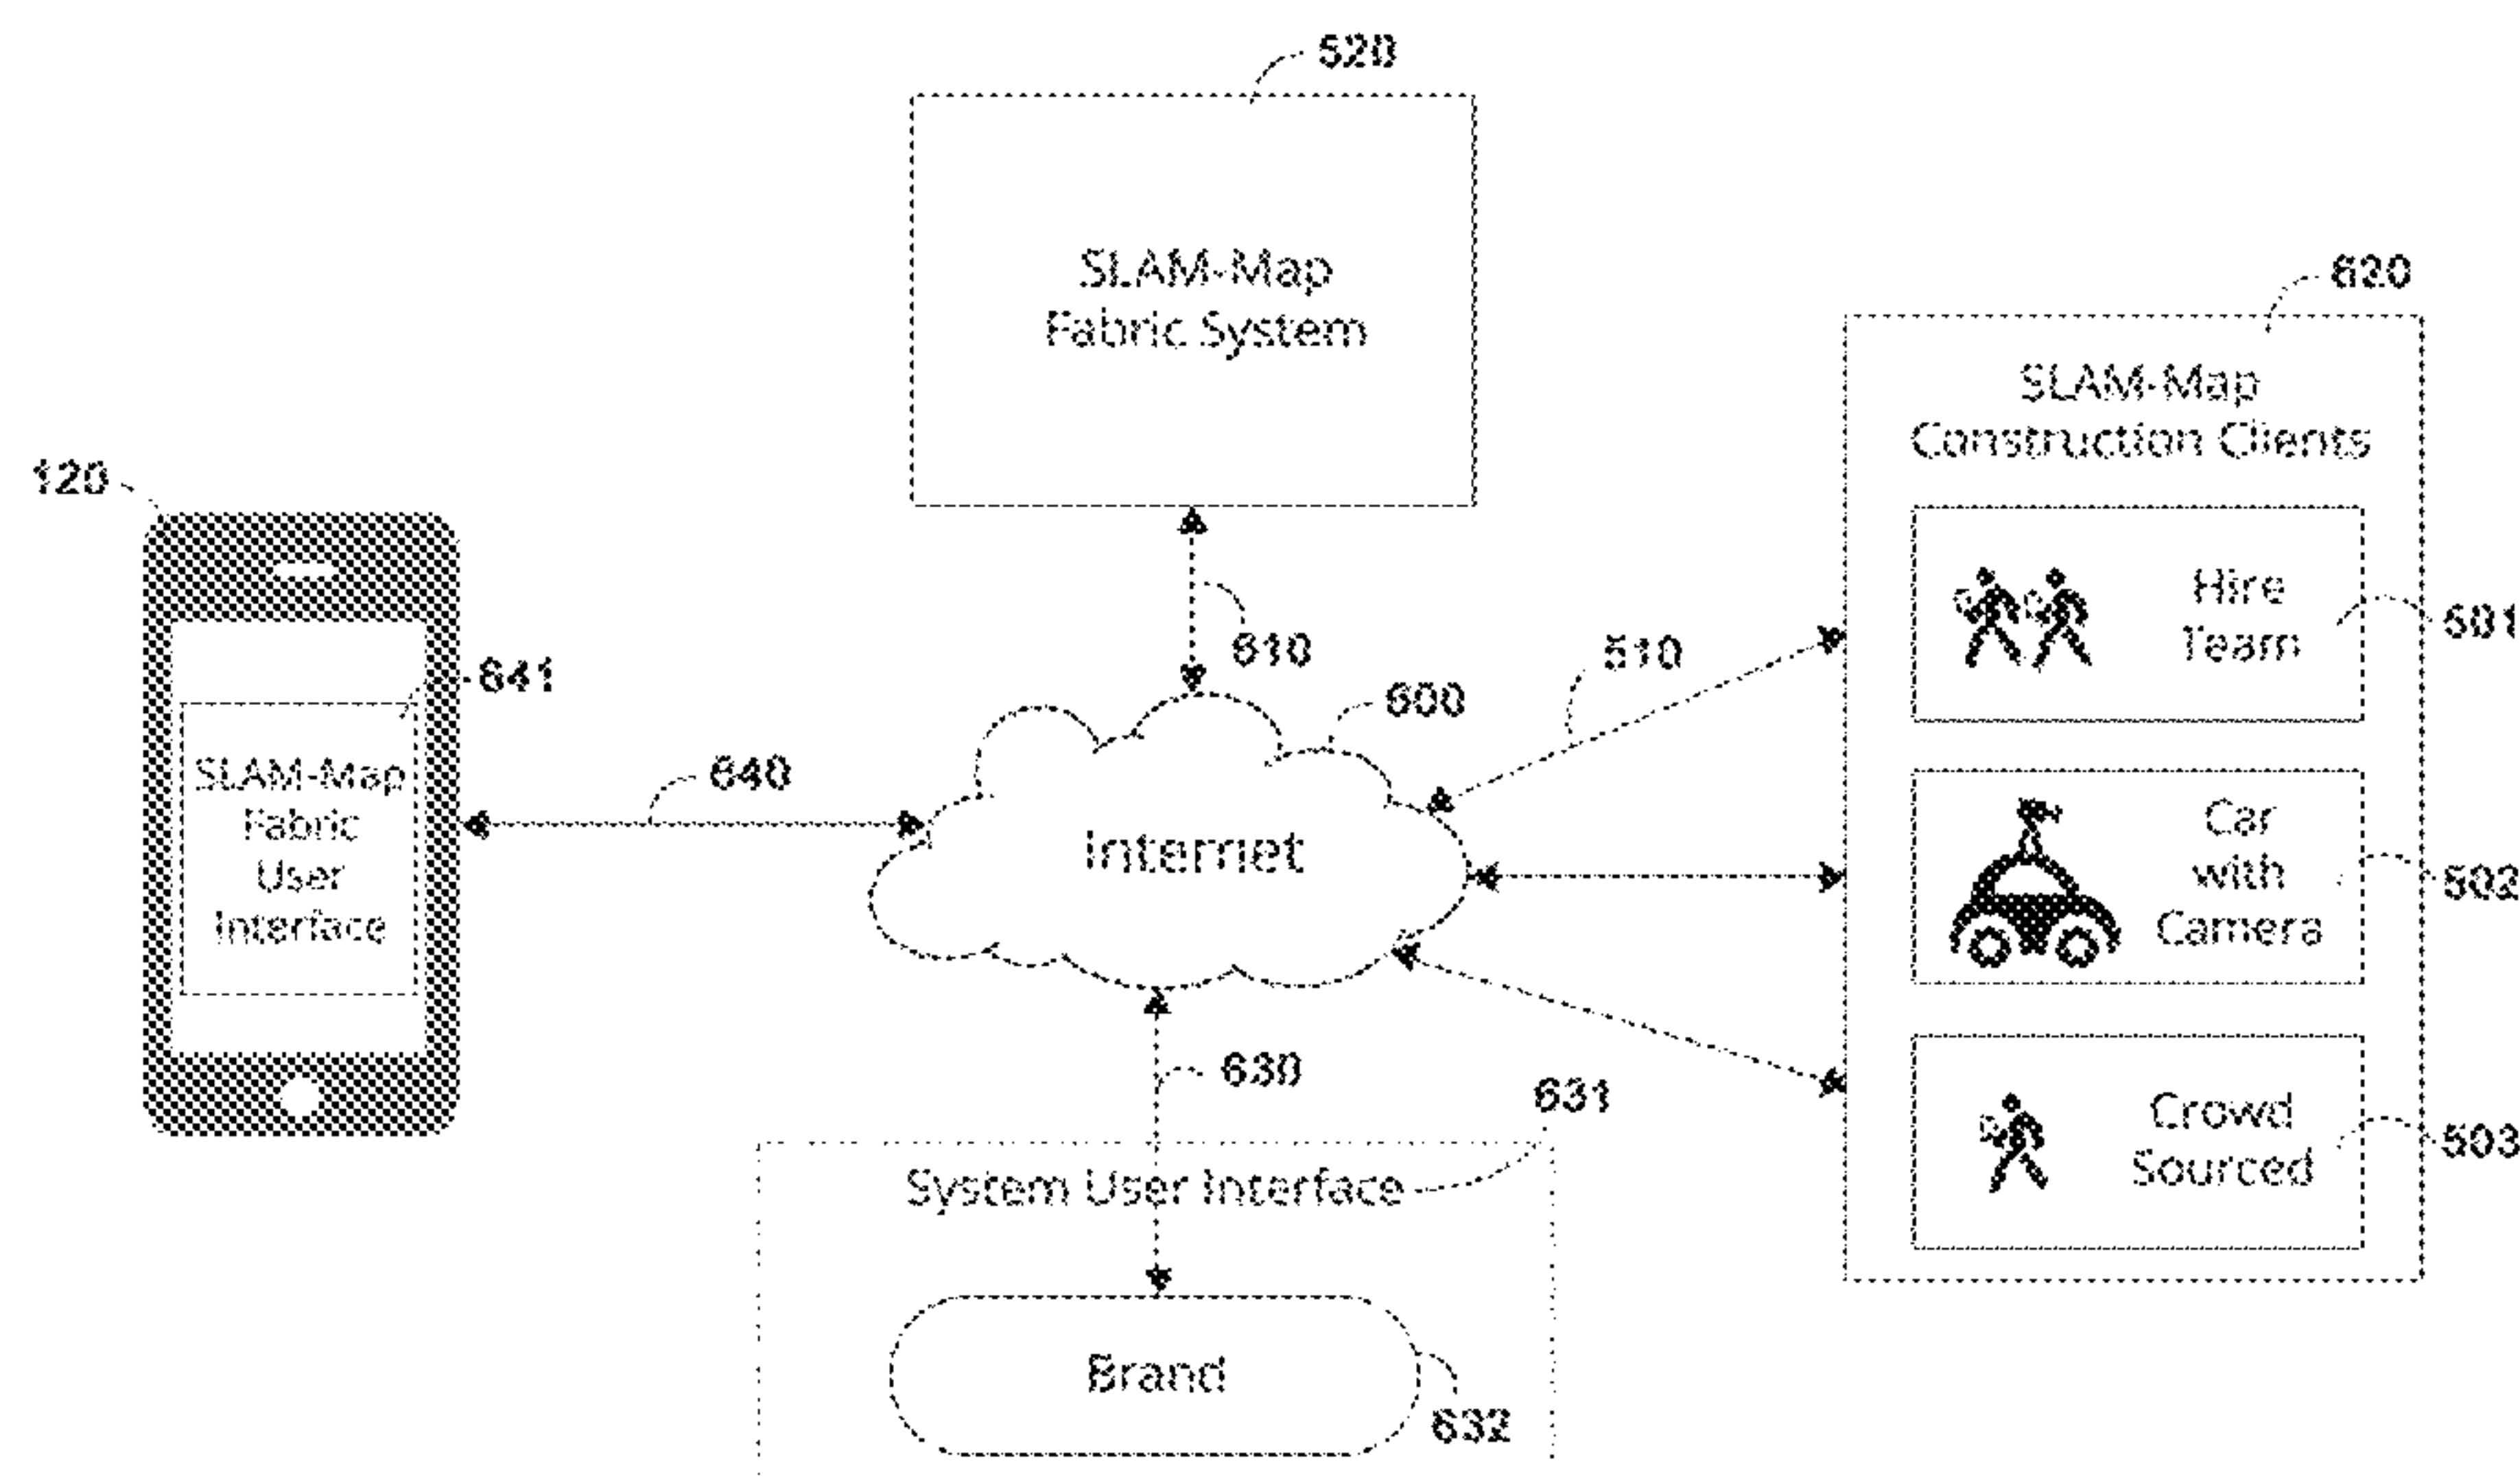 520
SLAM-Map
Fabric System
620
SLAM-Map
Construction Clients
120
Hire
Team
501
610
510
600
641
SLAM-Map
Fabric
User
Interface
640
Internet
Car
with
Camera
502
630
631
System User Interface
Crowd
Sourced
503
Brand
632